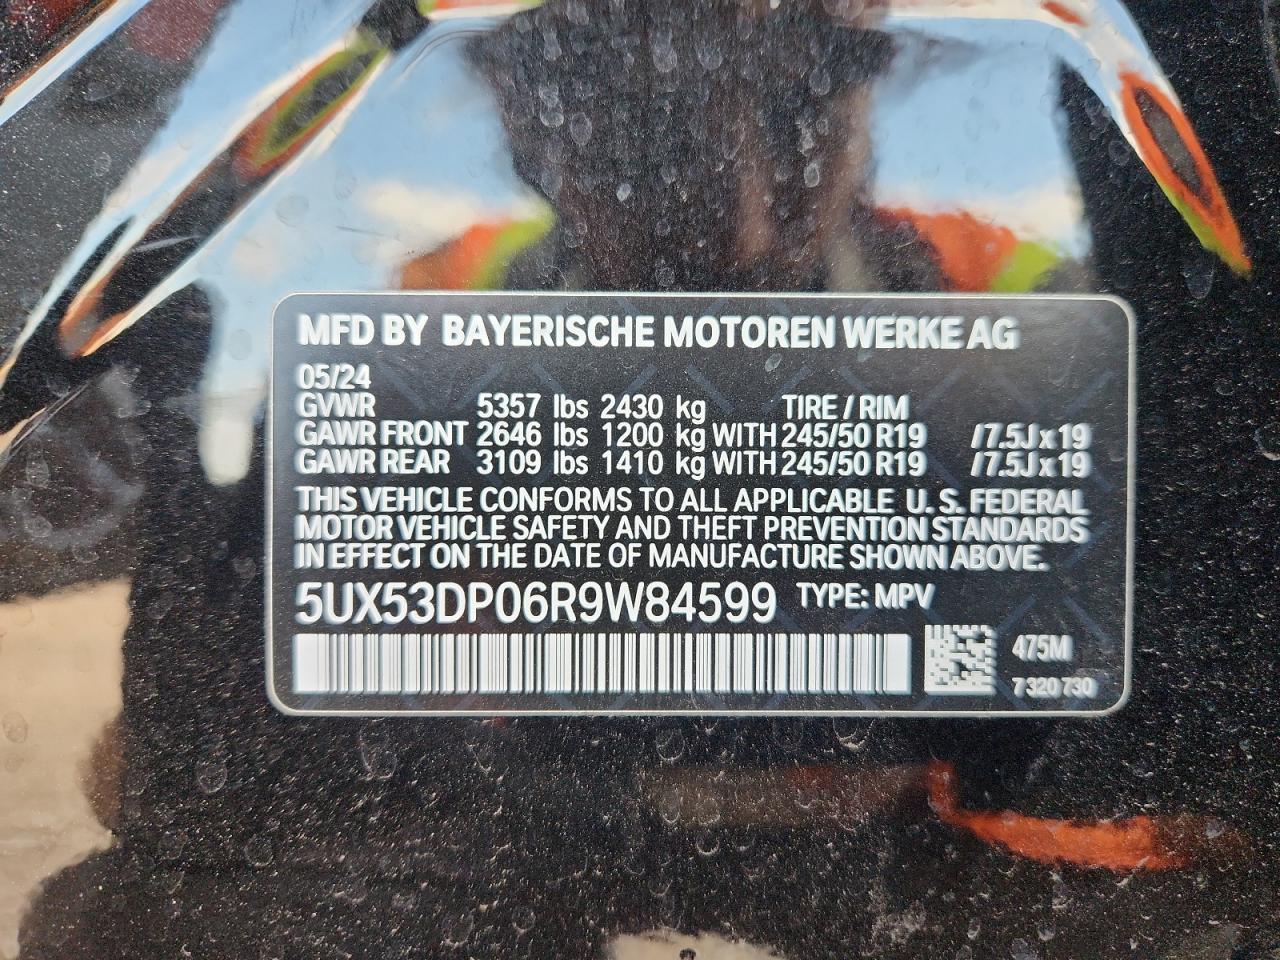 MFD BY BAYERISCHE MOTOREN WERKE AG
05/24
GVWR 5357 lbs 2430 kg TIRE / RIM
GAWR FRONT 2646 lbs 1200 kg WITH 245/50 R19 /7.5J x 19
GAWR REAR 3109 lbs 1410 kg WITH 245/50 R19 /7.5J x 19
THIS VEHICLE CONFORMS TO ALL APPLICABLE U.S. FEDERAL
MOTOR VEHICLE SAFETY AND THEFT PREVENTION STANDARDS
IN EFFECT ON THE DATE OF MANUFACTURE SHOWN ABOVE.
5UX53DP06R9W84599 TYPE: MPV
475M
7 320 730